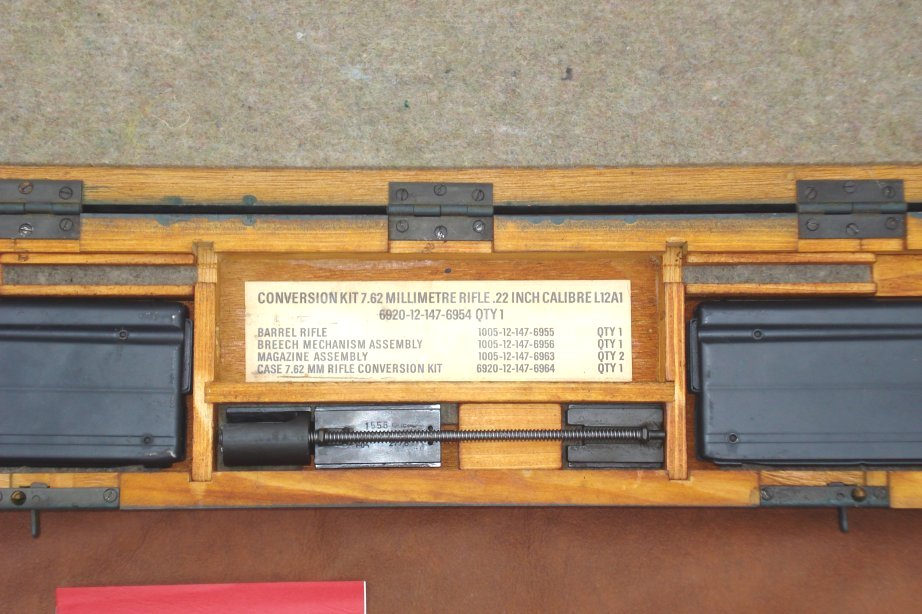 CONVERSION KIT 7.62 MILLIMETRE RIFLE .22 INCH CALIBRE L12A1
6920-12-147-6954 QTY 1
BARREL RIFLE 1005-12-147-6955 QTY 1
BREECH MECHANISM ASSEMBLY 1005-12-147-6956 QTY 1
MAGAZINE ASSEMBLY 1005-12-147-6963 QTY 2
CASE 7.62 MM RIFLE CONVERSION KIT 6920-12-147-6964 QTY 1
1556